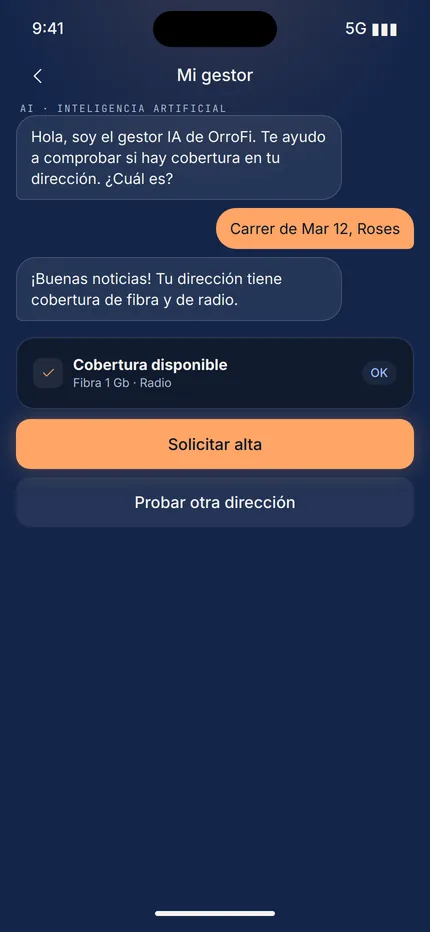 9:41
5G
Mi gestor
AI · INTELIGENCIA ARTIFICIAL
Hola, soy el gestor IA de OrroFi. Te ayudo
a comprobar si hay cobertura en tu
dirección. ¿Cuál es?
Carrer de Mar 12, Roses
¡Buenas noticias! Tu dirección tiene
cobertura de fibra y de radio.
Cobertura disponible
Fibra 1 Gb · Radio
OK
Solicitar alta
Probar otra dirección